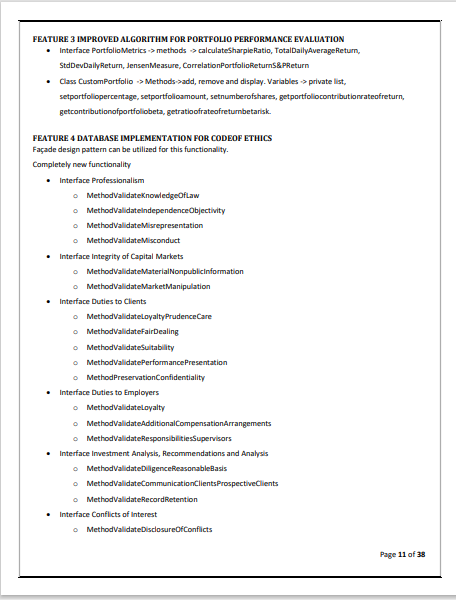 FEATURE 3 IMPROVED ALGORITHM FOR PORTFOLIO PERFORMANCE EVALUATION
• Interface PortfolioMetrics -> methods -> calculateSharpieRatio, TotalDailyAverageReturn,
StdDevDailyReturn, JensenMeasure, CorrelationPortfolioReturnS&PReturn
• Class CustomPortfolio -> Methods->add, remove and display. Variables -> private list,
setportfoliopercentage, setportfolioamount, setnumberofshares, getportfoliocontributionrateofreturn,
getcontributionofportfoliobeta, getratioofrateofreturnbetarisk.
FEATURE 4 DATABASE IMPLEMENTATION FOR CODEOF ETHICS
Façade design pattern can be utilized for this functionality.
Completely new functionality
• Interface Professionalism
o MethodValidateKnowledgeOfLaw
o MethodValidateIndependenceObjectivity
o MethodValidateMisrepresentation
o MethodValidateMisconduct
• Interface Integrity of Capital Markets
o MethodValidateMaterialNonpublicInformation
o MethodValidateMarketManipulation
• Interface Duties to Clients
o MethodValidateLoyaltyPrudenceCare
o MethodValidateFairDealing
o MethodValidateSuitability
o MethodValidatePerformancePresentation
o MethodPreservationConfidentiality
• Interface Duties to Employers
o MethodValidateLoyalty
o MethodValidateAdditionalCompensationArrangements
o MethodValidateResponsibilitiesSupervisors
• Interface Investment Analysis, Recommendations and Analysis
o MethodValidateDiligenceReasonableBasis
o MethodValidateCommunicationClientsProspectiveClients
o MethodValidateRecordRetention
• Interface Conflicts of Interest
o MethodValidateDisclosureOfConflicts
Page 11 of 38